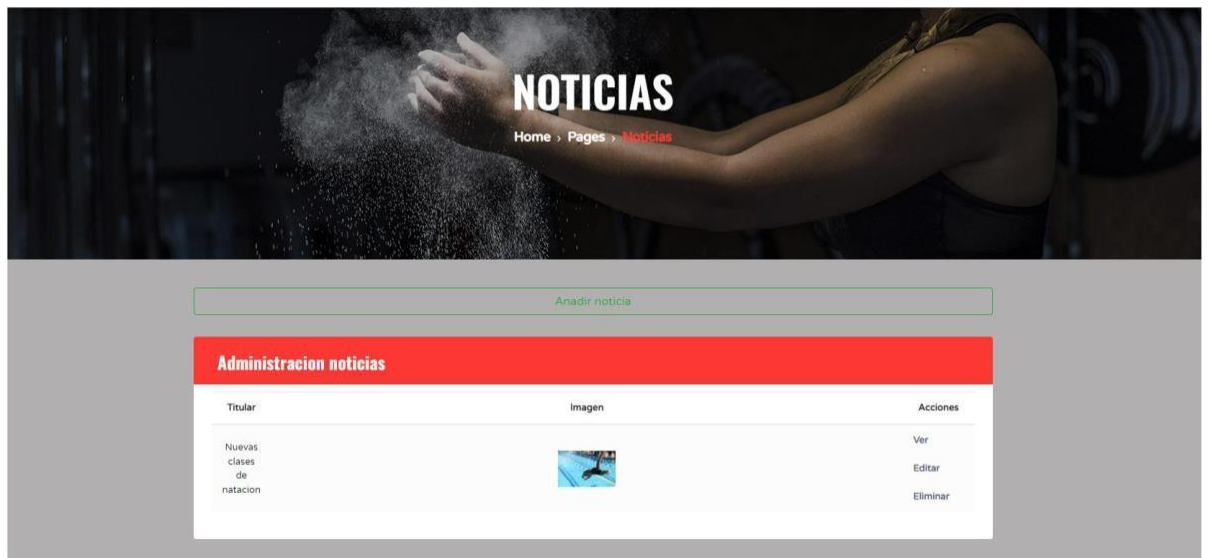 NOTICIAS
Home › Pages › Noticias
Anadir noticia
Administracion noticias
Titular Imagen Acciones
Nuevas
clases
de
natacion
Ver
Editar
Eliminar